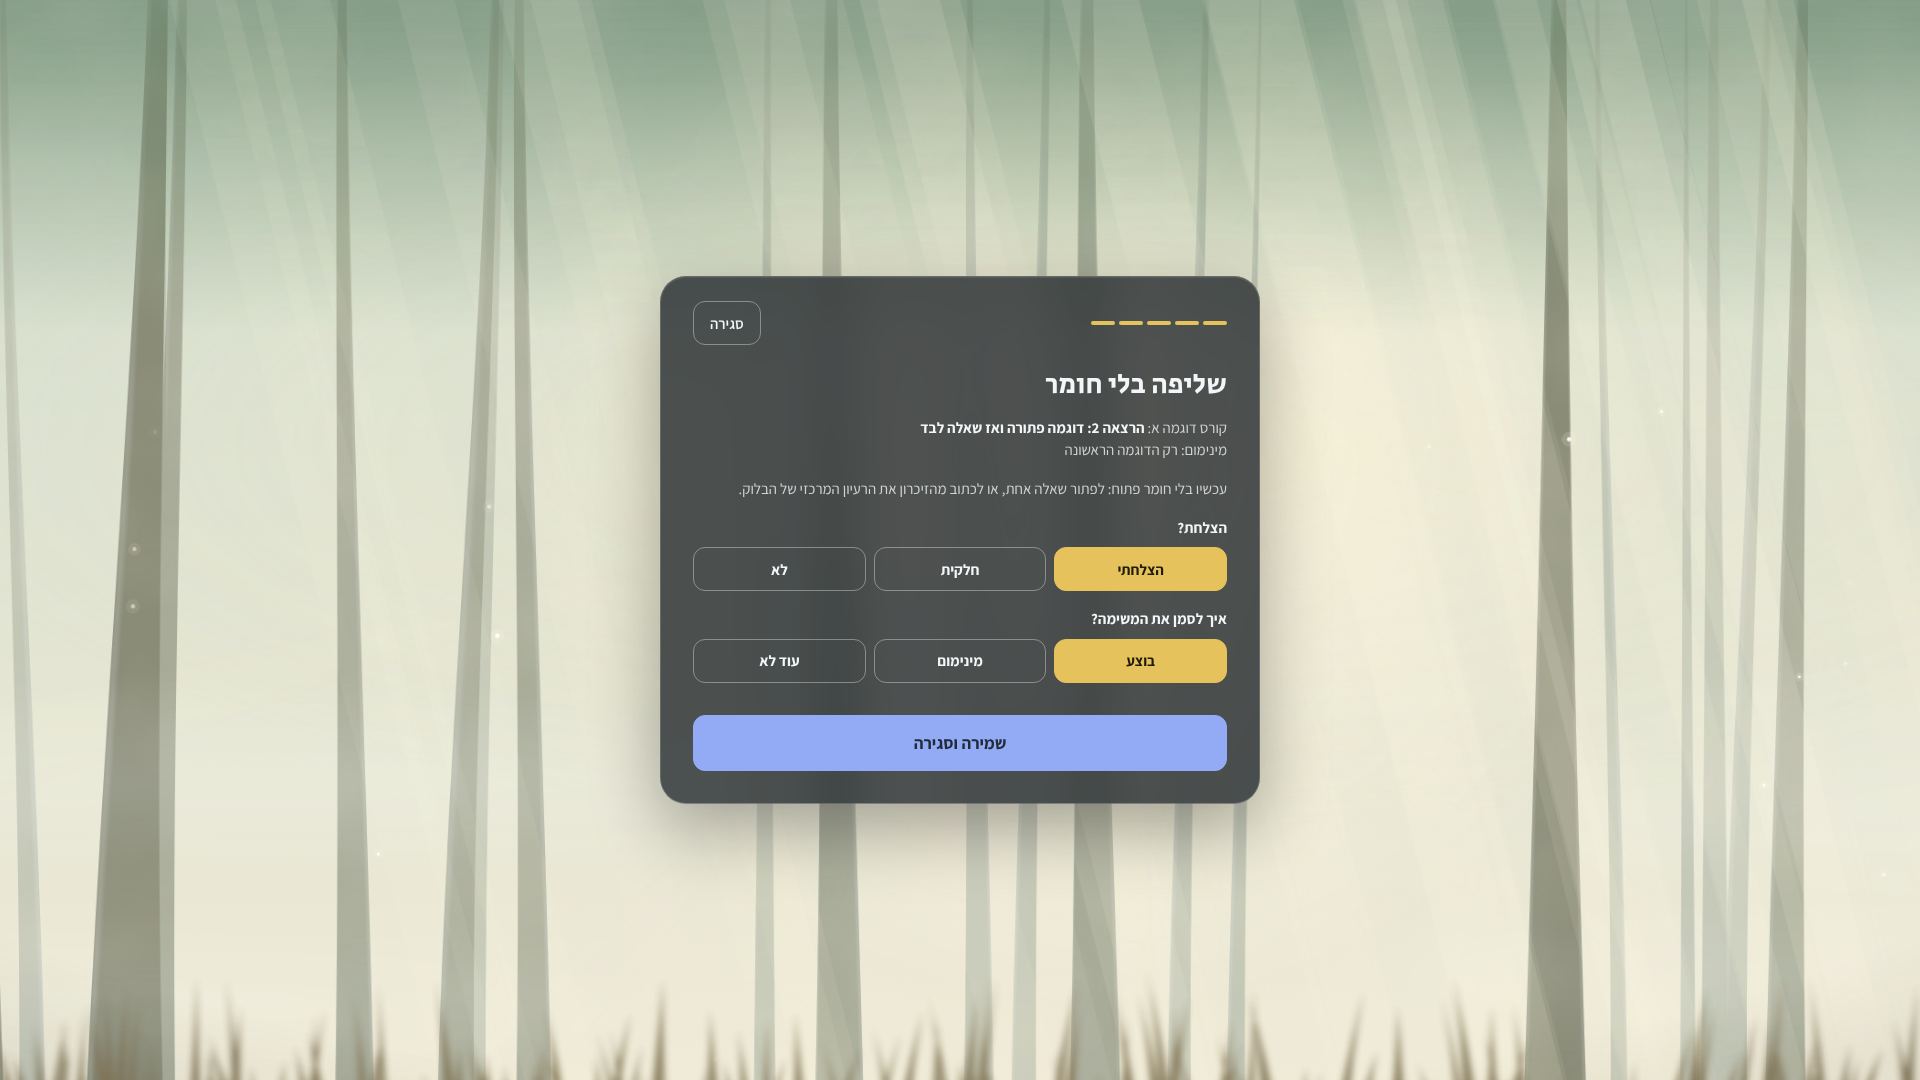 סגירה
שליפה בלי חומר
קורס דוגמה א: הרצאה 2: דוגמה פתורה ואז שאלה לבד
מינימום: רק הדוגמה הראשונה
עכשיו בלי חומר פתוח: לפתור שאלה אחת, או לכתוב מהזיכרון את הרעיון המרכזי של הבלוק.
הצלחת?
הצלחתי חלקית לא
איך לסמן את המשימה?
בוצע מינימום עוד לא
שמירה וסגירה